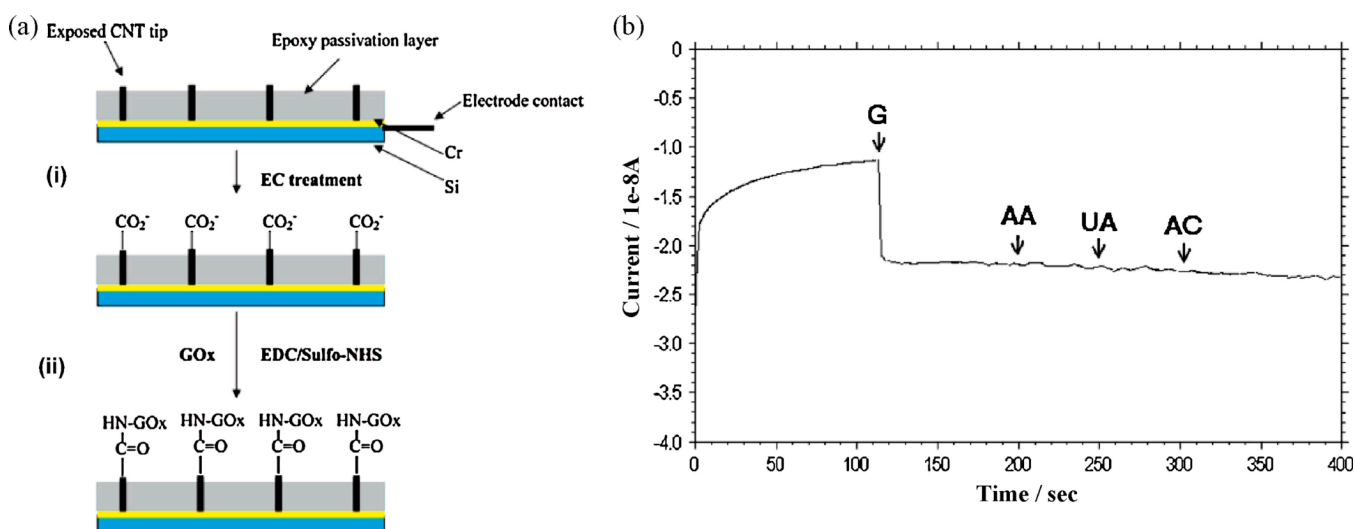 (a)
Exposed CNT tip
Epoxy passivation layer
Electrode contact
Cr
Si
(i)
EC treatment
CO₂⁻ CO₂⁻ CO₂⁻ CO₂⁻
GOx EDC/Sulfo-NHS
(ii)
HN-GOx HN-GOx HN-GOx HN-GOx
C=O C=O C=O C=O
(b)
Current / 1e-8A
0
-0.5
-1.0
-1.5
-2.0
-2.5
-3.0
-3.5
-4.0
G
AA
UA
AC
0 50 100 150 200 250 300 350 400
Time / sec